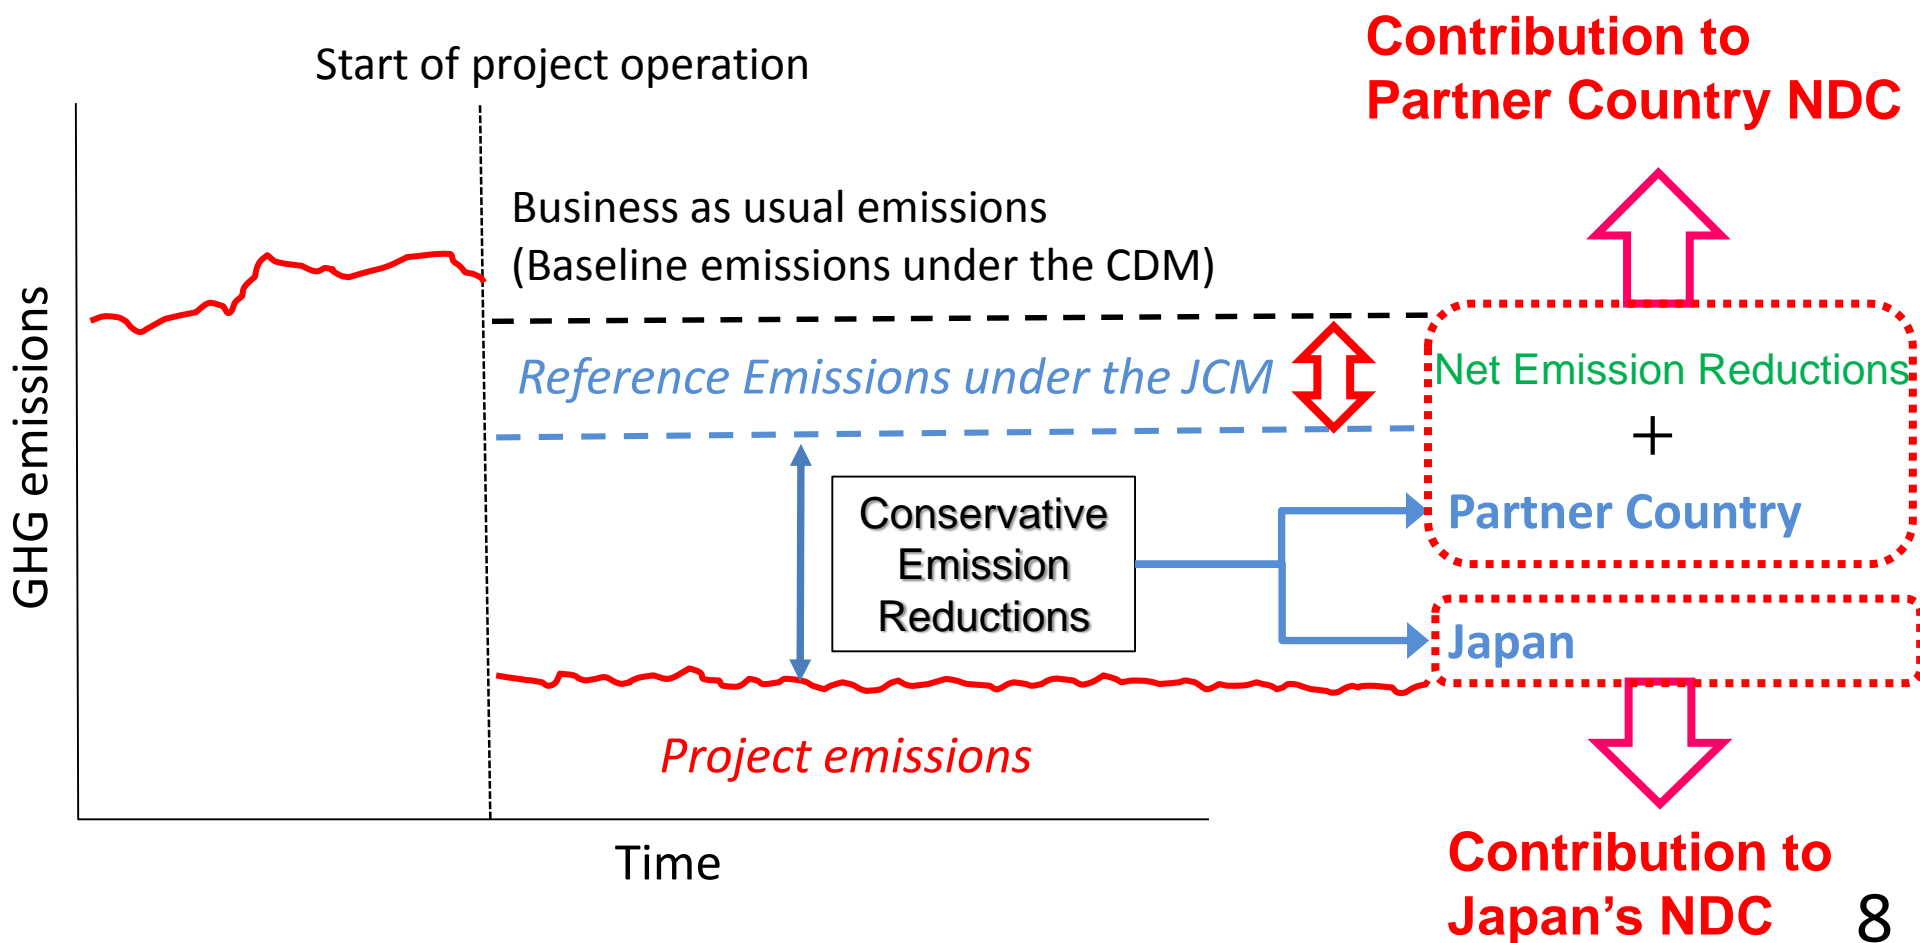 Contribution to
Partner Country NDC
Start of project operation
Business as usual emissions
(Baseline emissions under the CDM)
Reference Emissions under the JCM
Net Emission Reductions
+
Partner Country
Conservative
Emission
Reductions
Japan
Project emissions
GHG emissions
Time
Contribution to
Japan’s NDC
8